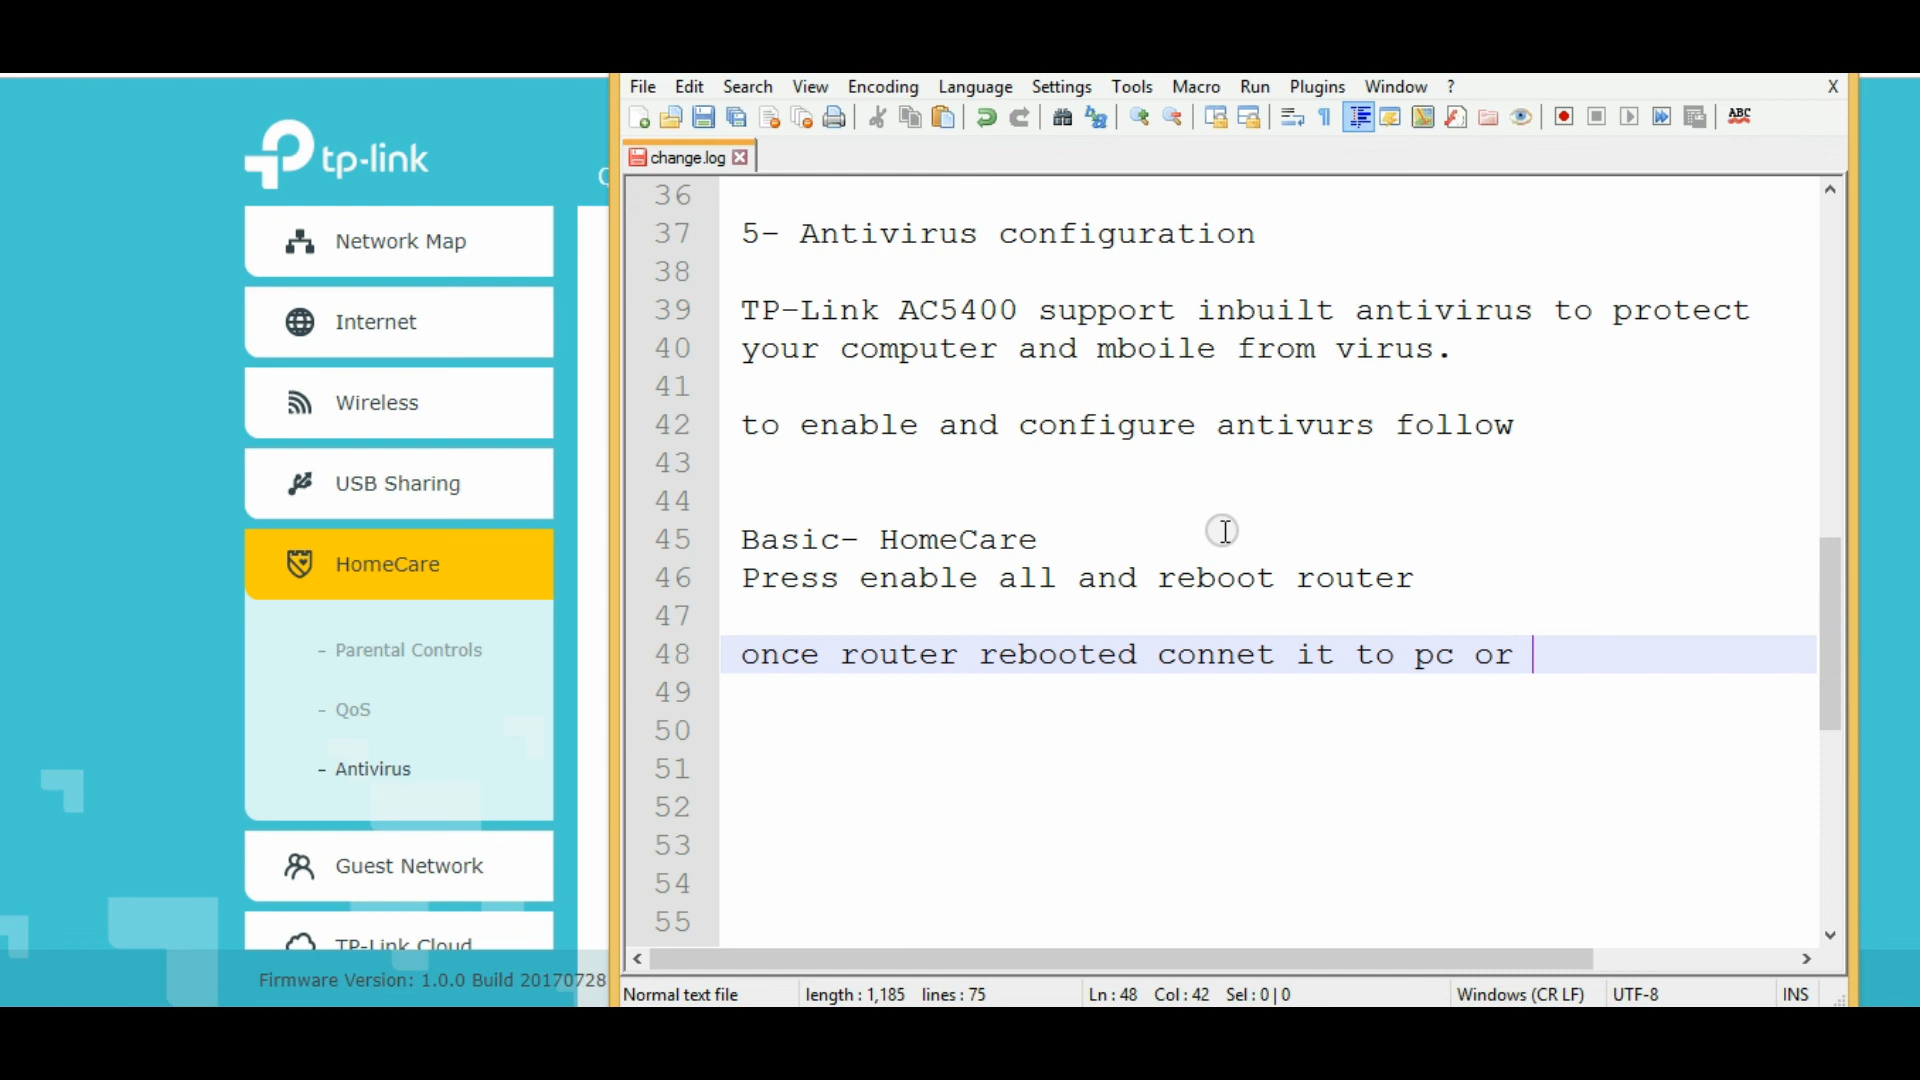 tp-link
Network Map
Internet
Wireless
USB Sharing
HomeCare
- Parental Controls
- QoS
- Antivirus
Guest Network
TP-Link Cloud
Firmware Version: 1.0.0 Build 20170728
File Edit Search View Encoding Language Settings Tools Macro Run Plugins Window ? X
ABC
change.log
36
37 5- Antivirus configuration
38
39 TP-Link AC5400 support inbuilt antivirus to protect
40 your computer and mboile from virus.
41
42 to enable and configure antivurs follow
43
44
45 Basic- HomeCare
46 Press enable all and reboot router
47
48 once router rebooted connet it to pc or
49
50
51
52
53
54
55
Normal text file length : 1,185 lines : 75 Ln : 48 Col : 42 Sel : 0 | 0 Windows (CR LF) UTF-8 INS